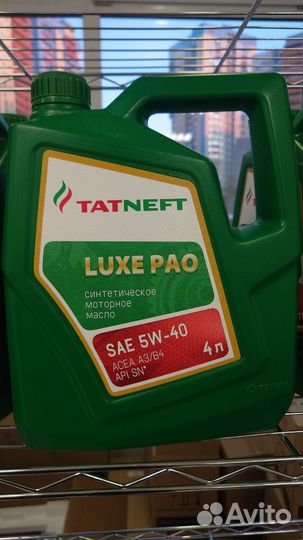 TATNEFT
LUXE PAO
синтетическое
моторное
масло
SAE 5W-40
ACEA A3/B4
API SN*
4 л
Avito